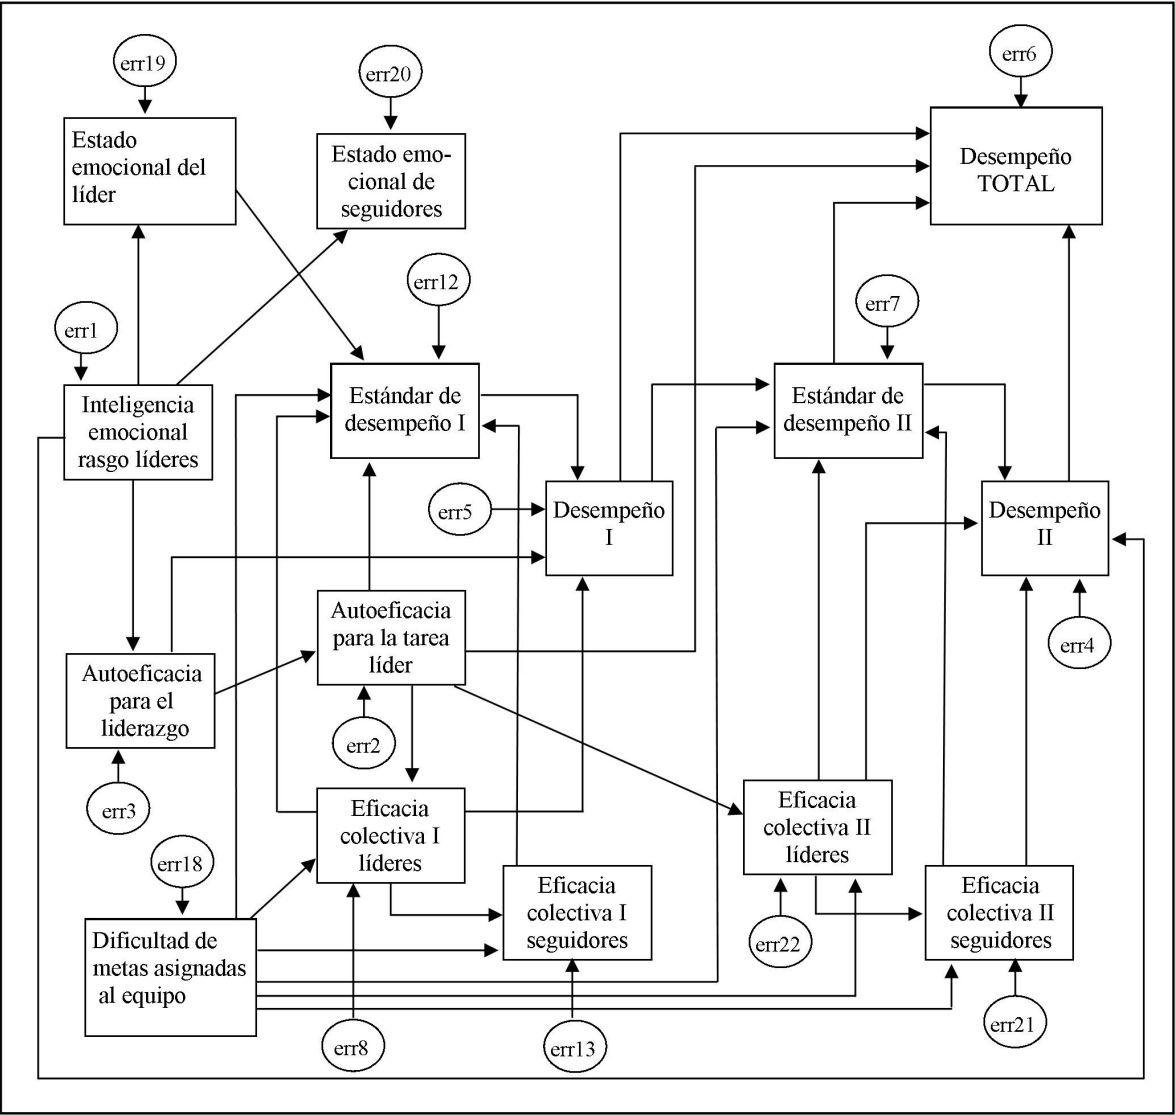 err19
err20
err6
Estado
emocional del
líder
Estado emo-
cional de
seguidores
Desempeño
TOTAL
err12
err7
err1
Inteligencia
emocional
rasgo líderes
Estándar de
desempeño I
Estándar de
desempeño II
err5
Desempeño
I
Desempeño
II
Autoeficacia
para la tarea
líder
err4
Autoeficacia
para el
liderazgo
err2
err3
Eficacia
colectiva I
líderes
Eficacia
colectiva II
líderes
err18
Eficacia
colectiva I
seguidores
Eficacia
colectiva II
seguidores
Dificultad de
metas asignadas
al equipo
err22
err8
err13
err21